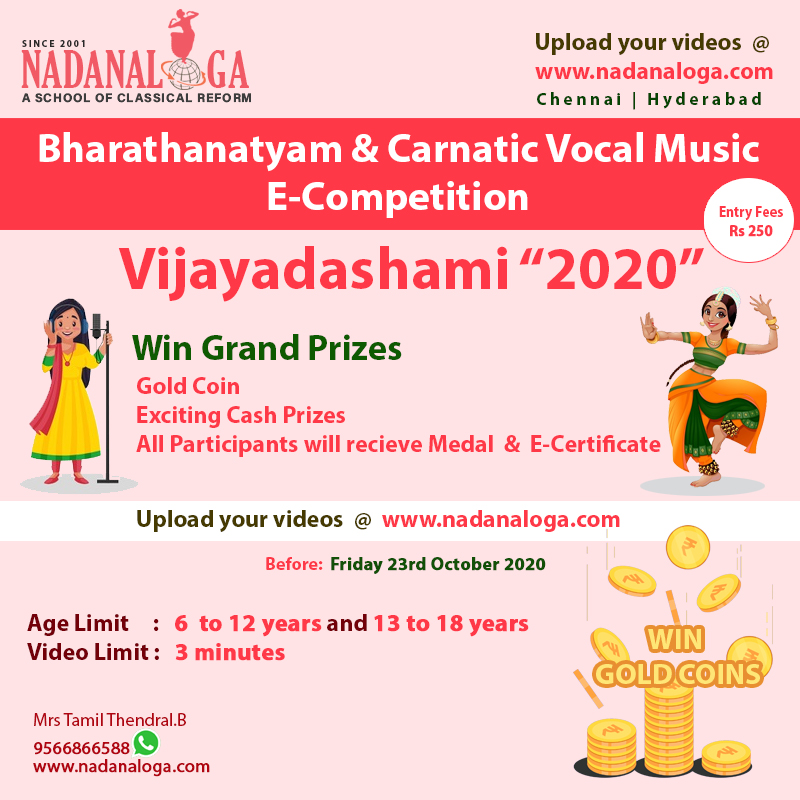 SINCE 2001
NADANALOGA
A SCHOOL OF CLASSICAL REFORM
Upload your videos @
www.nadanaloga.com
Chennai | Hyderabad
Bharathanatyam & Carnatic Vocal Music
E-Competition
Entry Fees
Rs 250
Vijayadashami “2020”
Win Grand Prizes
Gold Coin
Exciting Cash Prizes
All Participants will recieve Medal & E-Certificate
Upload your videos @ www.nadanaloga.com
Before: Friday 23rd October 2020
Age Limit : 6 to 12 years and 13 to 18 years
Video Limit : 3 minutes
WIN
GOLD COINS
Mrs Tamil Thendral.B
9566866588
www.nadanaloga.com